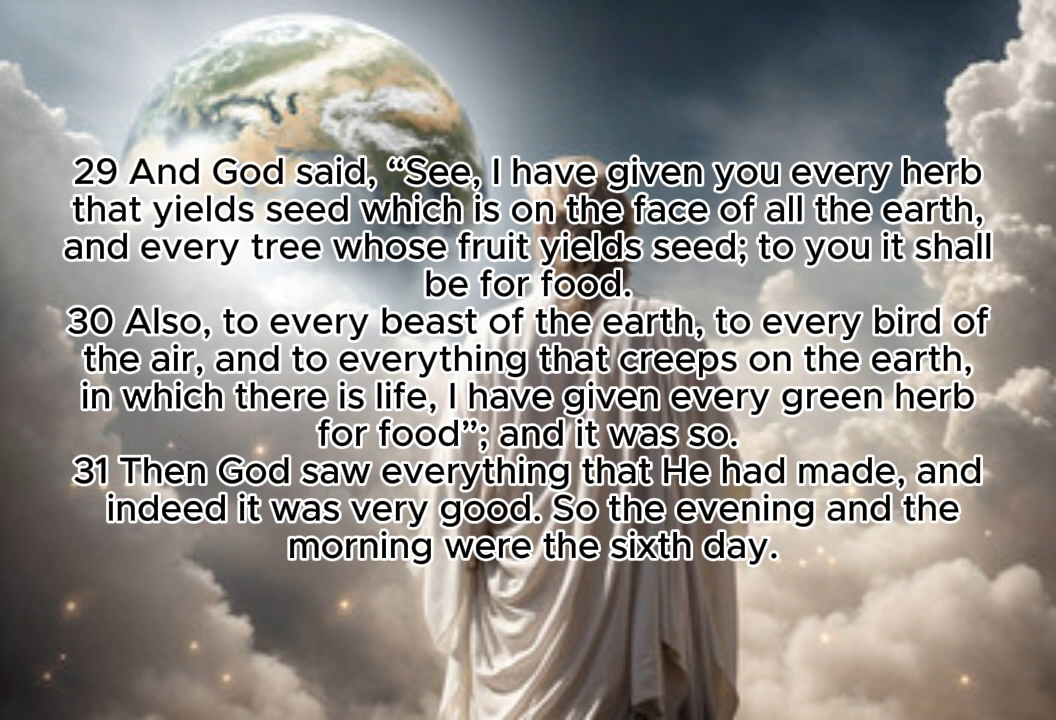 29 And God said, “See, I have given you every herb
that yields seed which is on the face of all the earth,
and every tree whose fruit yields seed; to you it shall
be for food.
30 Also, to every beast of the earth, to every bird of
the air, and to everything that creeps on the earth,
in which there is life, I have given every green herb
for food”; and it was so.
31 Then God saw everything that He had made, and
indeed it was very good. So the evening and the
morning were the sixth day.